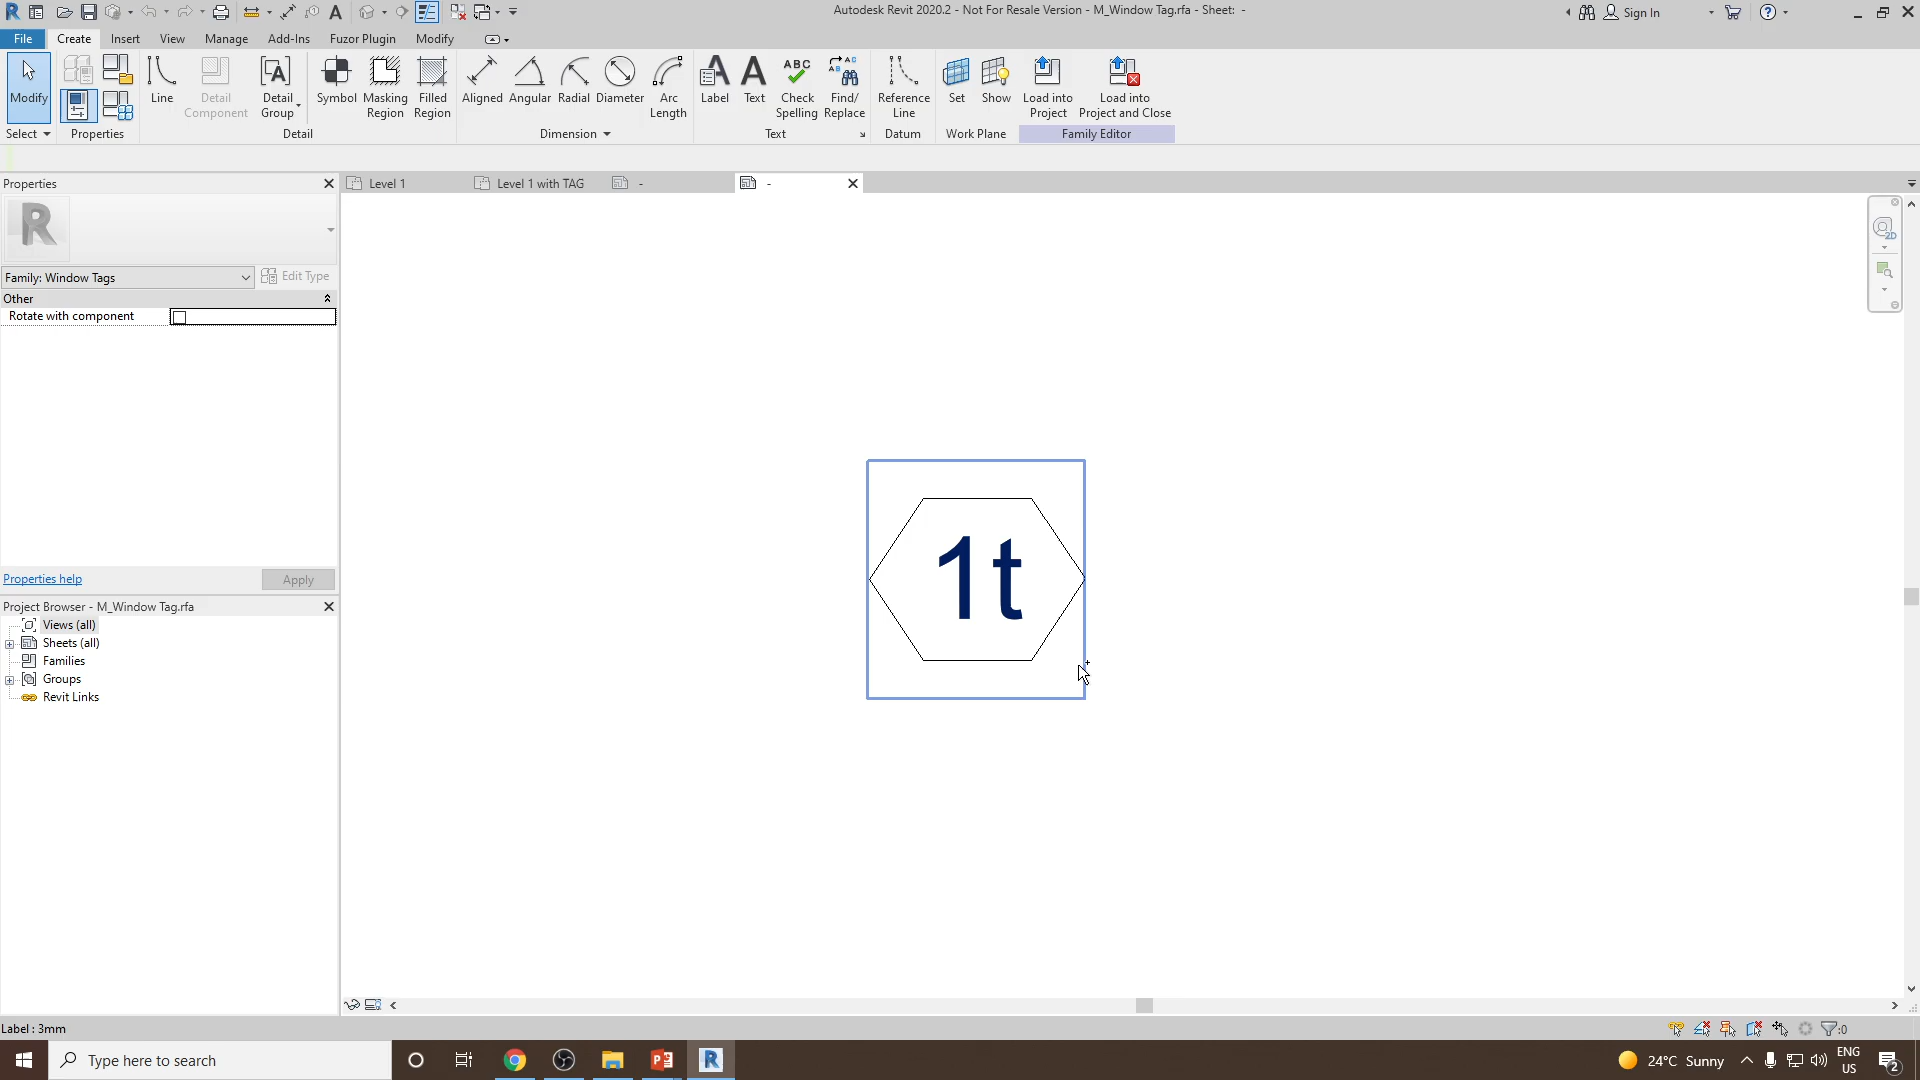 Autodesk Revit 2020.2 - Not For Resale Version - M_Window Tag.rfa - Sheet: -
Sign In
File Create Insert View Manage Add-Ins Fuzor Plugin Modify
Modify
Line
Detail Component
Detail Group
Symbol
Masking Region
Filled Region
Aligned
Angular
Radial
Diameter
Arc Length
Label
Text
Check Spelling
Find/ Replace
Reference Line
Set
Show
Load into Project
Load into Project and Close
Select
Properties
Detail
Dimension
Text
Datum
Work Plane
Family Editor
Properties
Level 1
Level 1 with TAG
-
-
Family: Window Tags
Edit Type
Other
Rotate with component
Properties help
Apply
1t
Project Browser - M_Window Tag.rfa
Views (all)
Sheets (all)
Families
Groups
Revit Links
Label : 3mm
:0
Type here to search
24°C Sunny
ENG
US
2